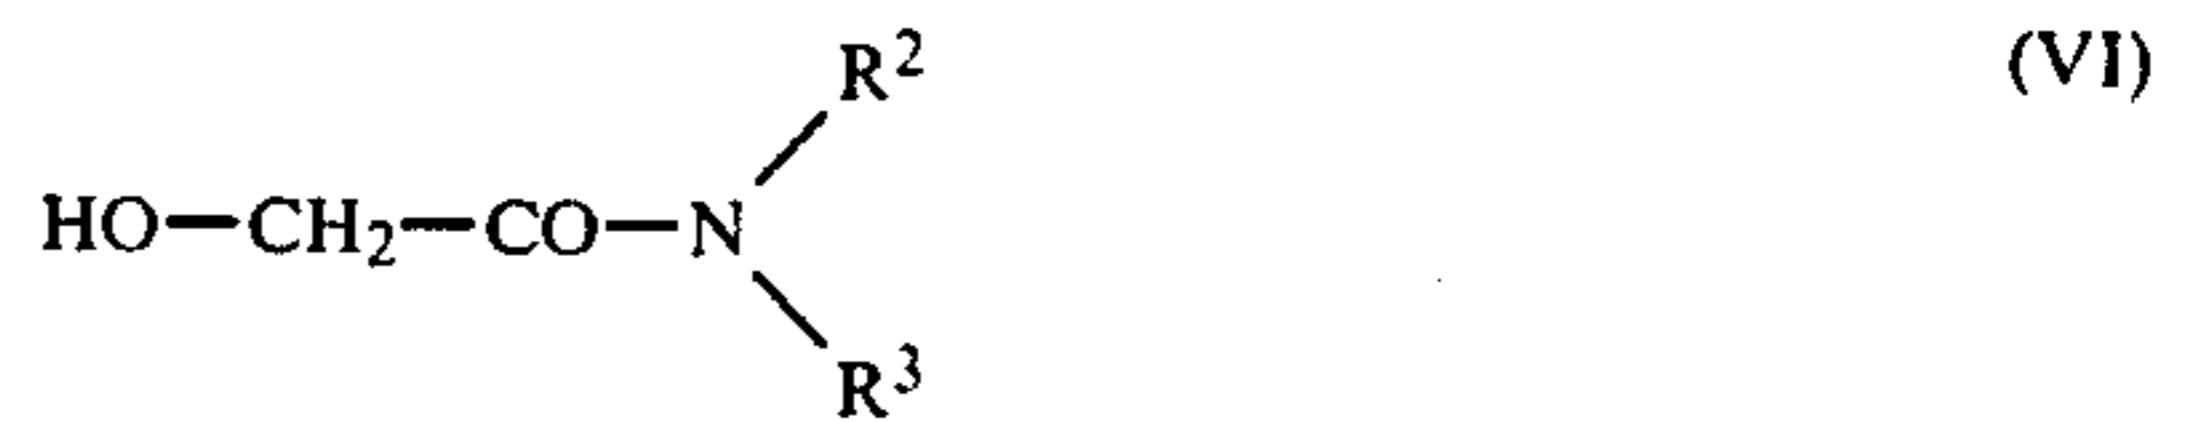 R2 (VI)
HO—CH2—CO—N
R3